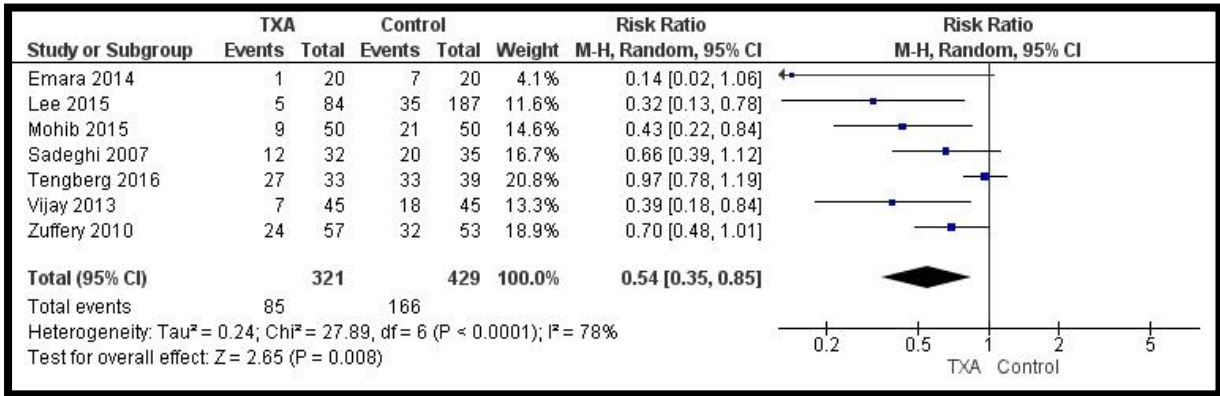 TXA Control Risk Ratio Risk Ratio
Study or Subgroup Events Total Events Total Weight M-H, Random, 95% CI M-H, Random, 95% CI
Emara 2014 1 20 7 20 4.1% 0.14 [0.02, 1.06]
Lee 2015 5 84 35 187 11.6% 0.32 [0.13, 0.78]
Mohib 2015 9 50 21 50 14.6% 0.43 [0.22, 0.84]
Sadeghi 2007 12 32 20 35 16.7% 0.66 [0.39, 1.12]
Tengberg 2016 27 33 33 39 20.8% 0.97 [0.78, 1.19]
Vijay 2013 7 45 18 45 13.3% 0.39 [0.18, 0.84]
Zuffery 2010 24 57 32 53 18.9% 0.70 [0.48, 1.01]
Total (95% CI) 321 429 100.0% 0.54 [0.35, 0.85]
Total events 85 166
Heterogeneity: Tau² = 0.24; Chi² = 27.89, df = 6 (P < 0.0001); I² = 78%
Test for overall effect: Z = 2.65 (P = 0.008)
0.2 0.5 1 2 5
TXA Control